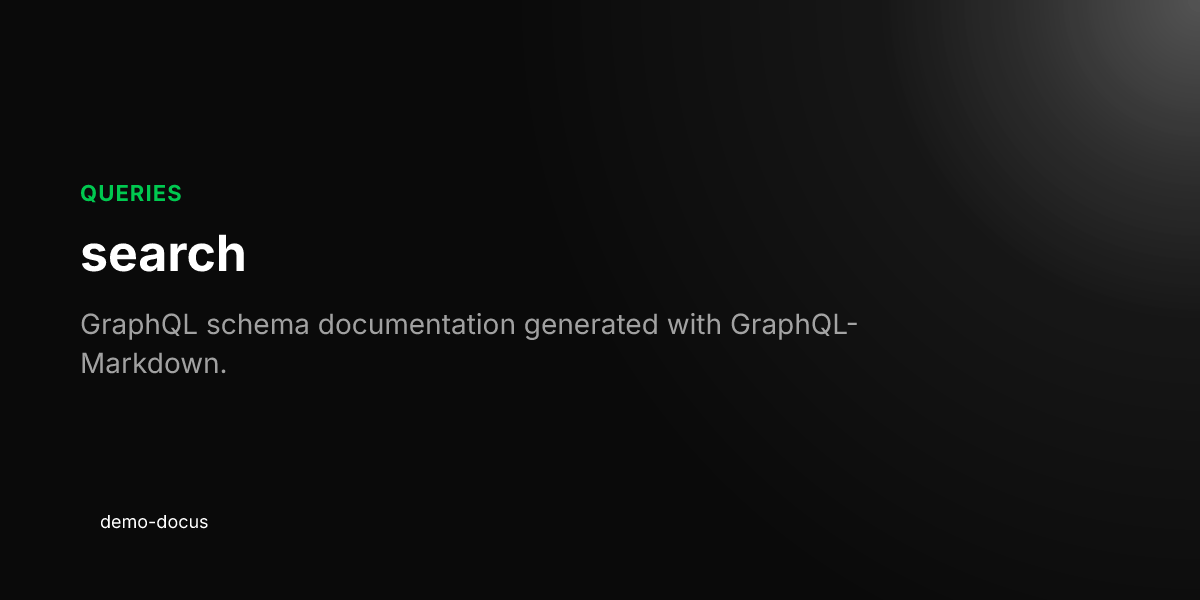 QUERIES
search
GraphQL schema documentation generated with GraphQL-
Markdown.
demo-docus